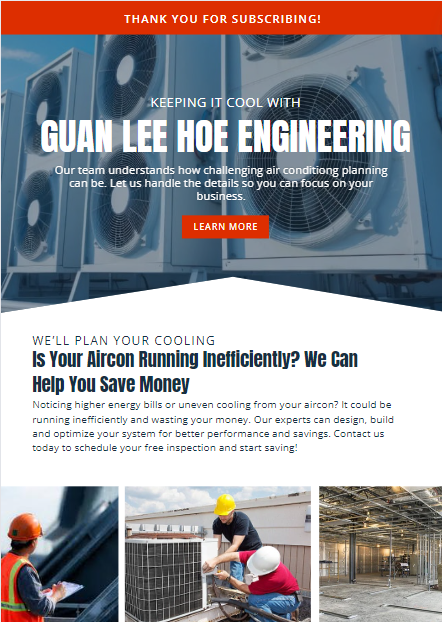 THANK YOU FOR SUBSCRIBING!
KEEPING IT COOL WITH
GUAN LEE HOE ENGINEERING
Our team understands how challenging air conditiong planning
can be. Let us handle the details so you can focus on your
business.
LEARN MORE
WE'LL PLAN YOUR COOLING
Is Your Aircon Running Inefficiently? We Can
Help You Save Money
Noticing higher energy bills or uneven cooling from your aircon? It could be
running inefficiently and wasting your money. Our experts can design, build
and optimize your system for better performance and savings. Contact us
today to schedule your free inspection and start saving!